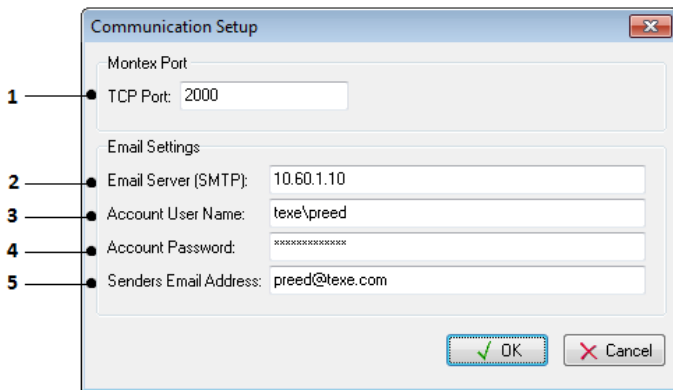 Communication Setup
Montex Port
1 TCP Port: 2000
Email Settings
2 Email Server (SMTP): 10.60.1.10
3 Account User Name: texe\preed
4 Account Password: *************
5 Senders Email Address: preed@texe.com
OK Cancel